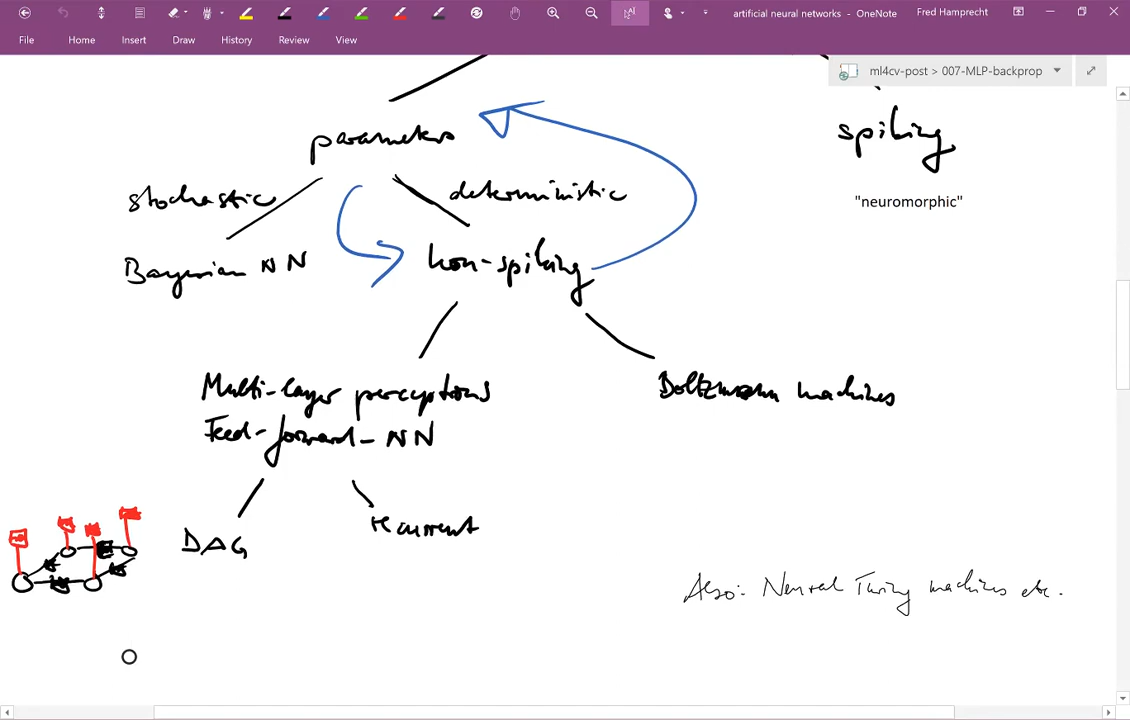 artificial neural networks - OneNote
Fred Hamprecht
File Home Insert Draw History Review View
ml4cv-post > 007-MLP-backprop
parameters
spiking
stochastic
deterministic
"neuromorphic"
Bayesian NN
non-spiking
Multi-layer perceptrons
Boltzmann machines
Feed-forward-NN
DAG
recurrent
Also: Neural Turing machines etc.